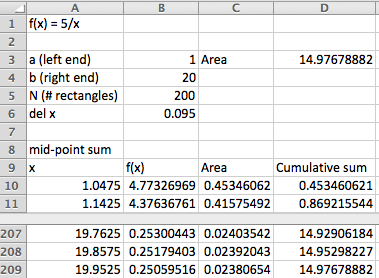 A B C D
1 f(x) = 5/x
2
3 a (left end) 1 Area 14.97678882
4 b (right end) 20
5 N (# rectangles) 200
6 del x 0.095
7
8 mid-point sum
9 x f(x) Area Cumulative sum
10 1.0475 4.77326969 0.45346062 0.453460621
11 1.1425 4.37636761 0.41575492 0.869215544
207 19.7625 0.25300443 0.02403542 14.92906184
208 19.8575 0.25179403 0.02392043 14.95298227
209 19.9525 0.25059516 0.02380654 14.97678882